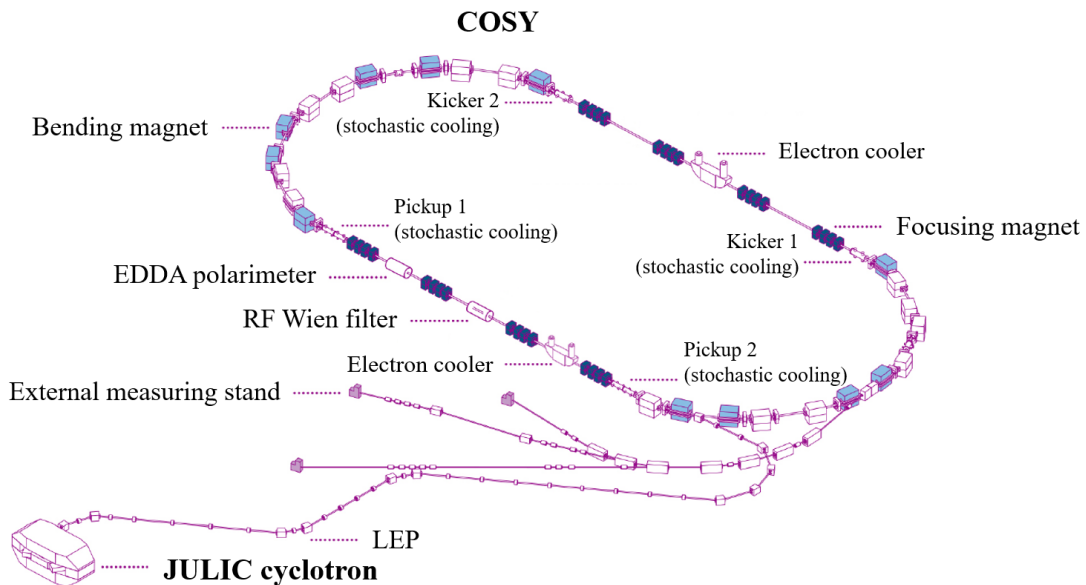 COSY
Kicker 2
(stochastic cooling)
Bending magnet
Electron cooler
Pickup 1
(stochastic cooling)
Focusing magnet
Kicker 1
(stochastic cooling)
EDDA polarimeter
RF Wien filter
Electron cooler
Pickup 2
(stochastic cooling)
External measuring stand
LEP
JULIC cyclotron